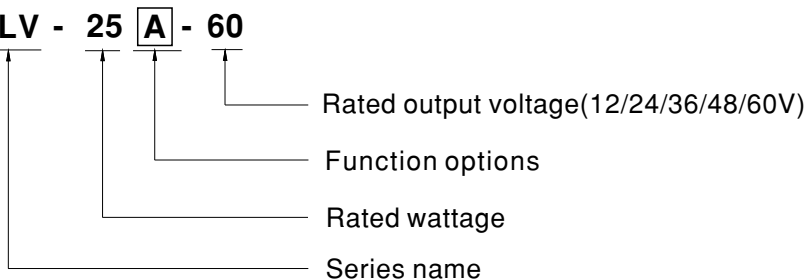 LV - 25 A - 60
Rated output voltage(12/24/36/48/60V)
Function options
Rated wattage
Series name